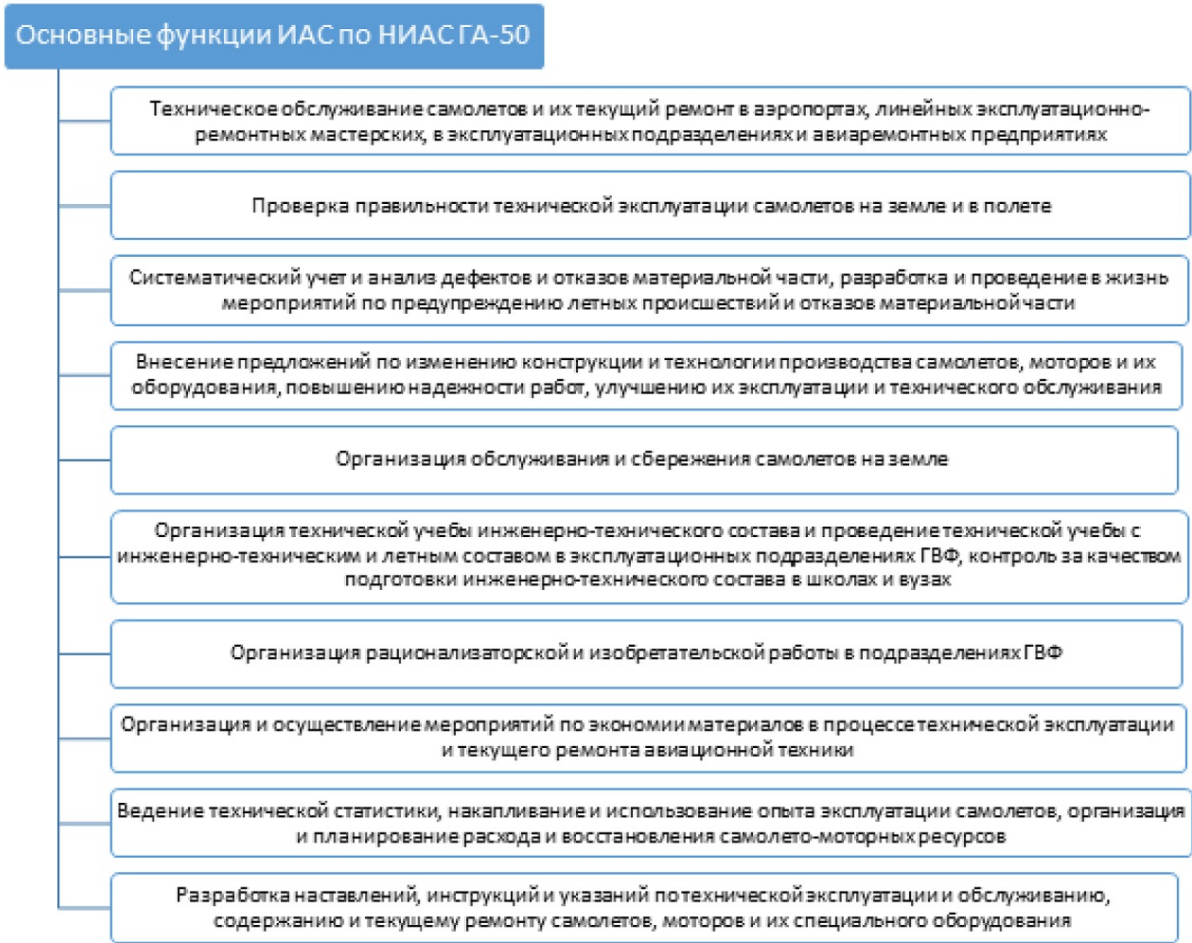 Основные функции ИАС по НИАС ГА-50
Техническое обслуживание самолетов и их текущий ремонт в аэропортах, линейных эксплуатационно-
ремонтных мастерских, в эксплуатационных подразделениях и авиаремонтных предприятиях
Проверка правильности технической эксплуатации самолетов на земле и в полете
Систематический учет и анализ дефектов и отказов материальной части, разработка и проведение в жизнь
мероприятий по предупреждению летных происшествий и отказов материальной части
Внесение предложений по изменению конструкции и технологии производства самолетов, моторов и их
оборудования, повышению надежности работ, улучшению их эксплуатации и технического обслуживания
Организация обслуживания и сбережения самолетов на земле
Организация технической учебы инженерно-технического состава и проведение технической учебы с
инженерно-техническим и летным составом в эксплуатационных подразделениях ГВФ, контроль за качеством
подготовки инженерно-технического состава в школах и вузах
Организация рационализаторской и изобретательской работы в подразделениях ГВФ
Организация и осуществление мероприятий по экономии материалов в процессе технической эксплуатации
и текущего ремонта авиационной техники
Ведение технической статистики, накапливание и использование опыта эксплуатации самолетов, организация
и планирование расхода и восстановления самолето-моторных ресурсов
Разработка наставлений, инструкций и указаний по технической эксплуатации и обслуживанию,
содержанию и текущему ремонту самолетов, моторов и их специального оборудования